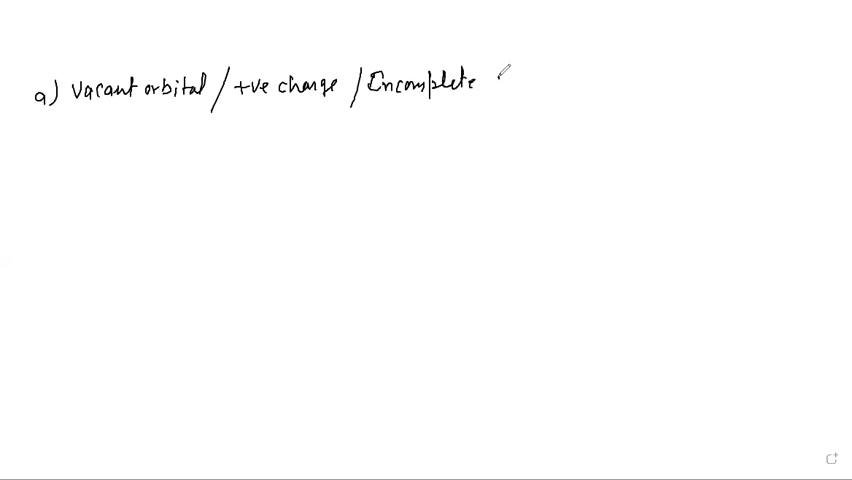 a) Vacant orbital / +ve charge / Incomplete